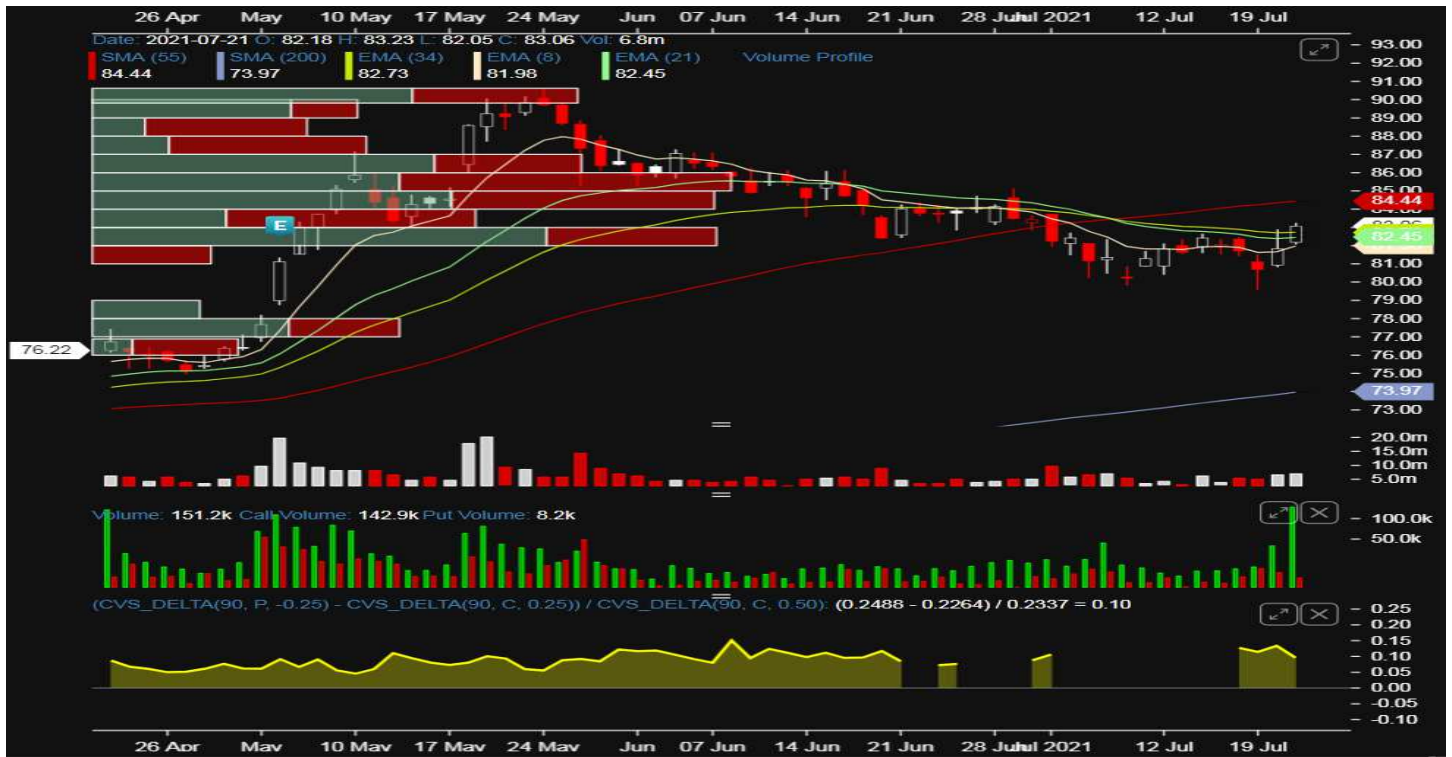 26 Apr May 10 May 17 May 24 May Jun 07 Jun 14 Jun 21 Jun 28 Jun 2021 12 Jul 19 Jul
Date: 2021-07-21 O: 82.18 H: 83.23 L: 82.05 C: 83.06 Vol: 6.8m
SMA (55) SMA (200) EMA (34) EMA (8) EMA (21) Volume Profile
84.44 73.97 82.73 81.98 82.45
93.00
92.00
91.00
90.00
89.00
88.00
87.00
86.00
85.00
84.44
84.00
83.06
82.45
E
81.00
80.00
79.00
78.00
77.00
76.22
76.00
75.00
73.97
73.00
20.0m
15.0m
10.0m
5.0m
Volume: 151.2k Call Volume: 142.9k Put Volume: 8.2k
100.0k
50.0k
(CVS_DELTA(90, P, -0.25) - CVS_DELTA(90, C, 0.25)) / CVS_DELTA(90, C, 0.50): (0.2488 - 0.2264) / 0.2337 = 0.10
0.25
0.20
0.15
0.10
0.05
0.00
-0.05
-0.10
26 Apr May 10 May 17 May 24 May Jun 07 Jun 14 Jun 21 Jun 28 Jun 2021 12 Jul 19 Jul